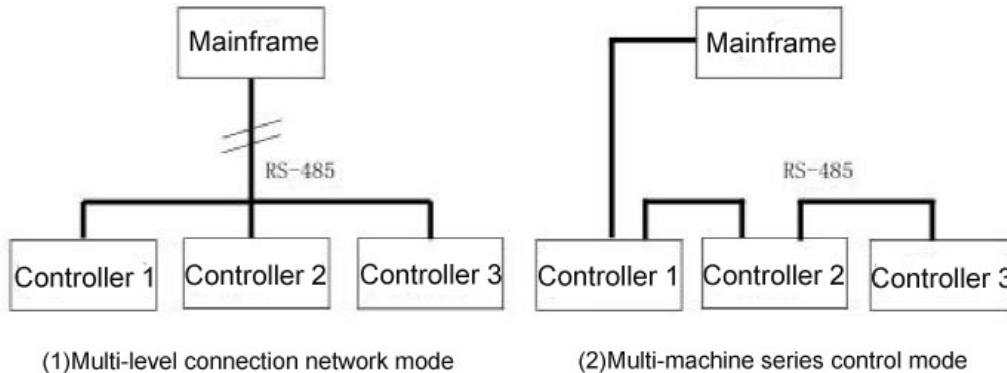 Mainframe
RS-485
Controller 1
Controller 2
Controller 3
(1)Multi-level connection network mode
Mainframe
RS-485
Controller 1
Controller 2
Controller 3
(2)Multi-machine series control mode